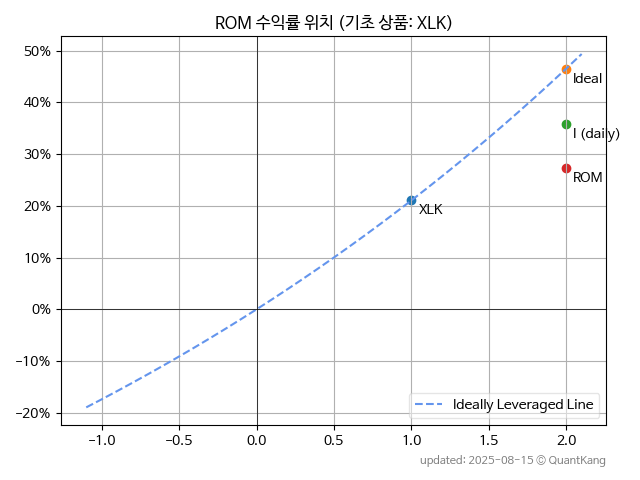 ROM 수익률 위치 (기초 상품: XLK)
50%
40%
30%
20%
10%
0%
−10%
−20%
Ideal
I (daily)
ROM
XLK
Ideally Leveraged Line
−1.0 −0.5 0.0 0.5 1.0 1.5 2.0
updated: 2025-08-15 © QuantKang